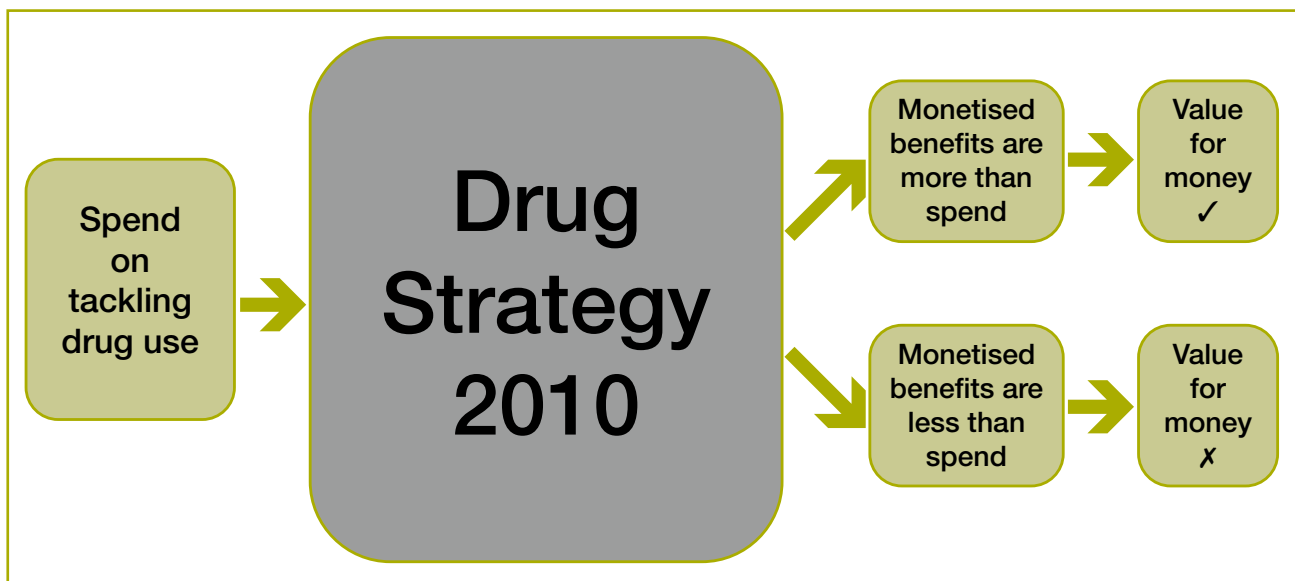 Spend
on
tackling
drug use
Drug
Strategy
2010
Monetised
benefits are
more than
spend
Value
for
money
✓
Monetised
benefits are
less than
spend
Value
for
money
✗